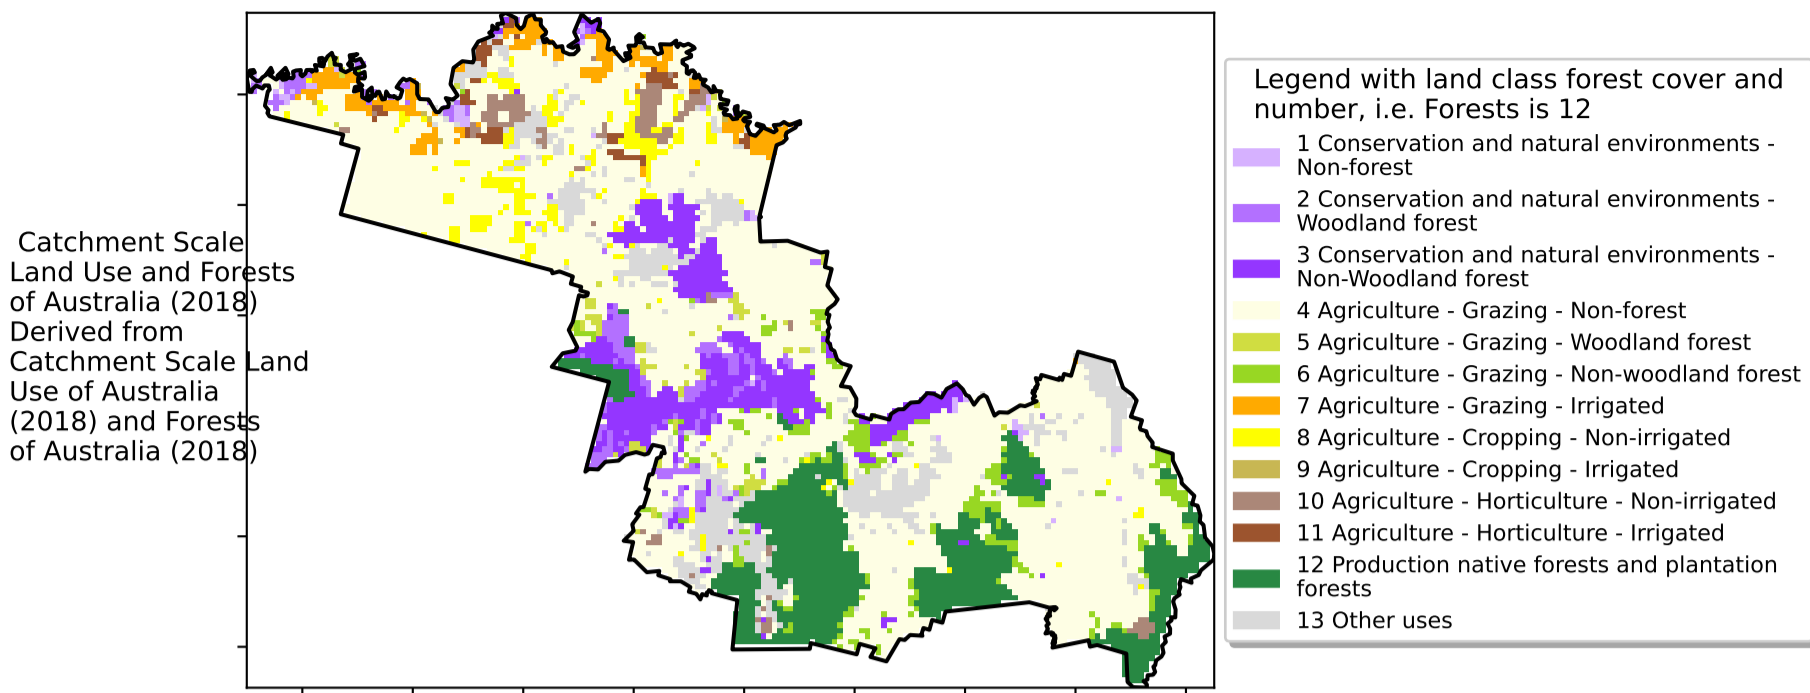 Catchment Scale
Land Use and Forests
of Australia (2018)
Derived from
Catchment Scale Land
Use of Australia
(2018) and Forests
of Australia (2018)
Legend with land class forest cover and
number, i.e. Forests is 12
1 Conservation and natural environments -
Non-forest
2 Conservation and natural environments -
Woodland forest
3 Conservation and natural environments -
Non-Woodland forest
4 Agriculture - Grazing - Non-forest
5 Agriculture - Grazing - Woodland forest
6 Agriculture - Grazing - Non-woodland forest
7 Agriculture - Grazing - Irrigated
8 Agriculture - Cropping - Non-irrigated
9 Agriculture - Cropping - Irrigated
10 Agriculture - Horticulture - Non-irrigated
11 Agriculture - Horticulture - Irrigated
12 Production native forests and plantation
forests
13 Other uses